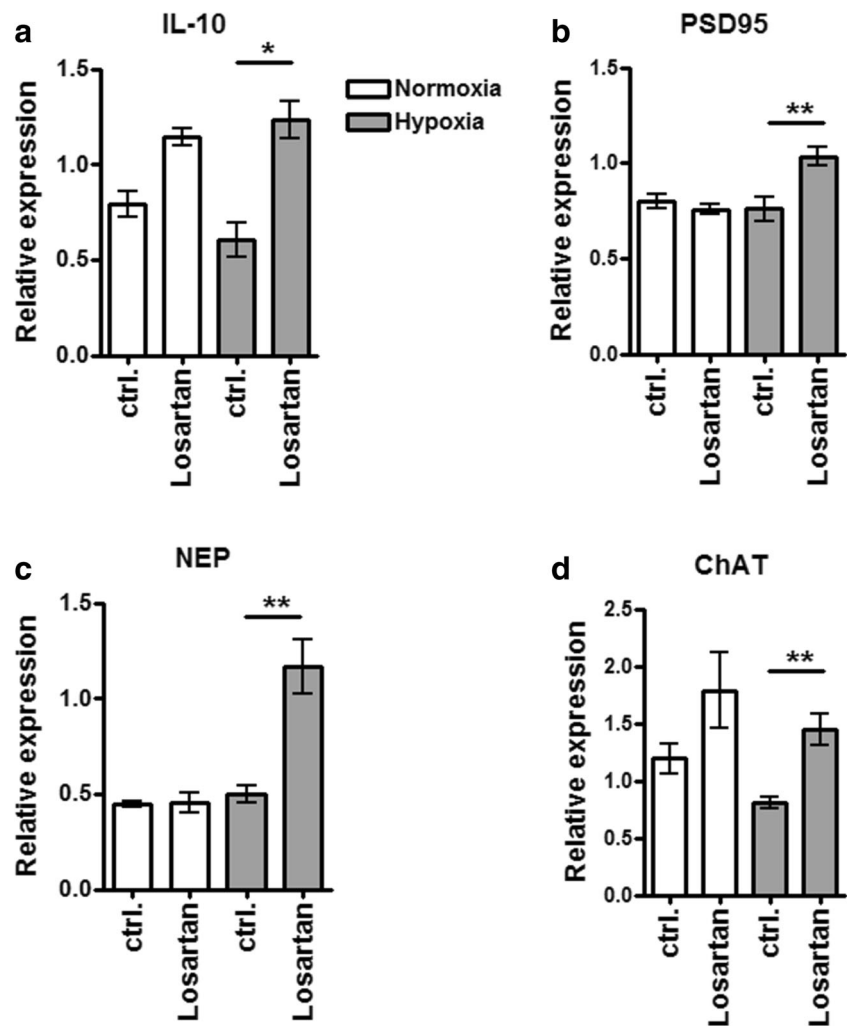 a
IL-10
Relative expression
1.5
1.0
0.5
0.0
*
ctrl.
Losartan
ctrl.
Losartan
Normoxia
Hypoxia
b
PSD95
Relative expression
1.5
1.0
0.5
0.0
**
ctrl.
Losartan
ctrl.
Losartan
c
NEP
Relative expression
1.5
1.0
0.5
0.0
**
ctrl.
Losartan
ctrl.
Losartan
d
ChAT
Relative expression
2.5
2.0
1.5
1.0
0.5
0.0
**
ctrl.
Losartan
ctrl.
Losartan